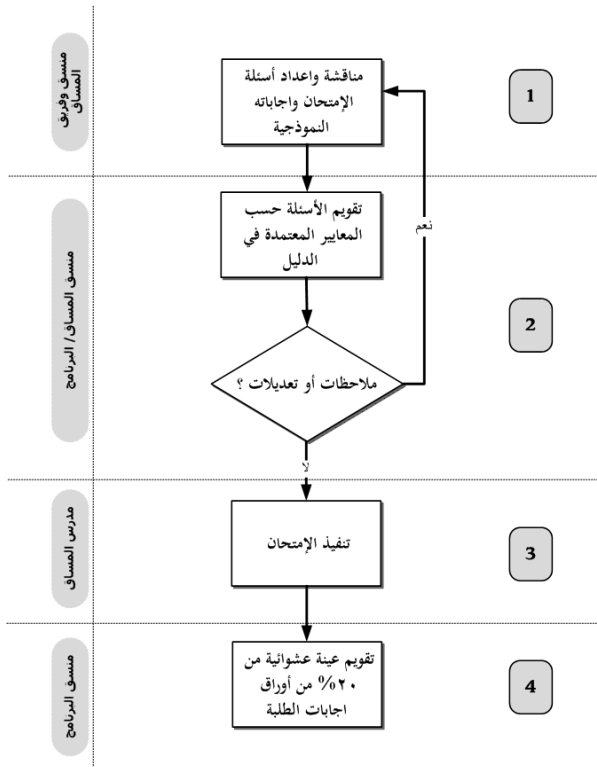 منسق وفريق
المساق
مناقشة واعداد أسئلة
الإمتحان واجاباته
النموذجية
1
منسق المساق/ البرنامج
تقويم الأسئلة حسب
المعايير المعتمدة في
الدليل
نعم
2
ملاحظات أو تعديلات ؟
لا
مدرس المساق
تنفيذ الإمتحان
3
منسق البرنامج
تقويم عينة عشوائية من
٢٠% من أوراق
اجابات الطلبة
4